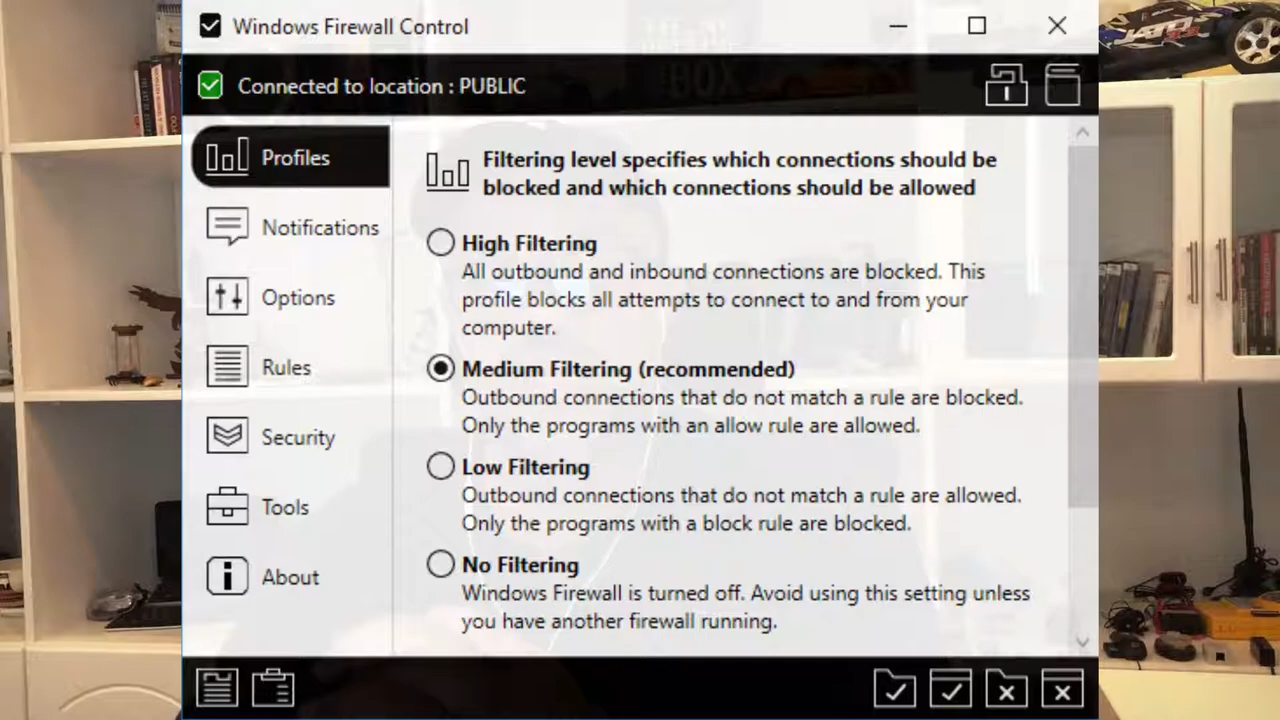 Windows Firewall Control
Connected to location : PUBLIC
Profiles
Notifications
Options
Rules
Security
Tools
About
Filtering level specifies which connections should be
blocked and which connections should be allowed
High Filtering
All outbound and inbound connections are blocked. This
profile blocks all attempts to connect to and from your
computer.
Medium Filtering (recommended)
Outbound connections that do not match a rule are blocked.
Only the programs with an allow rule are allowed.
Low Filtering
Outbound connections that do not match a rule are allowed.
Only the programs with a block rule are blocked.
No Filtering
Windows Firewall is turned off. Avoid using this setting unless
you have another firewall running.
BOX
JATO